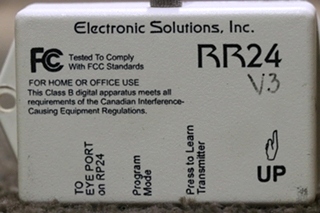 Electronic Solutions, Inc.
FC Tested To Comply
With FCC Standards
RR24
V.3
FOR HOME OR OFFICE USE
This Class B digital apparatus meets all
requirements of the Canadian Interference-
Causing Equipment Regulations.
TO
EYE PORT
on RP24
Program
Mode
Press to Learn
Transmitter
UP